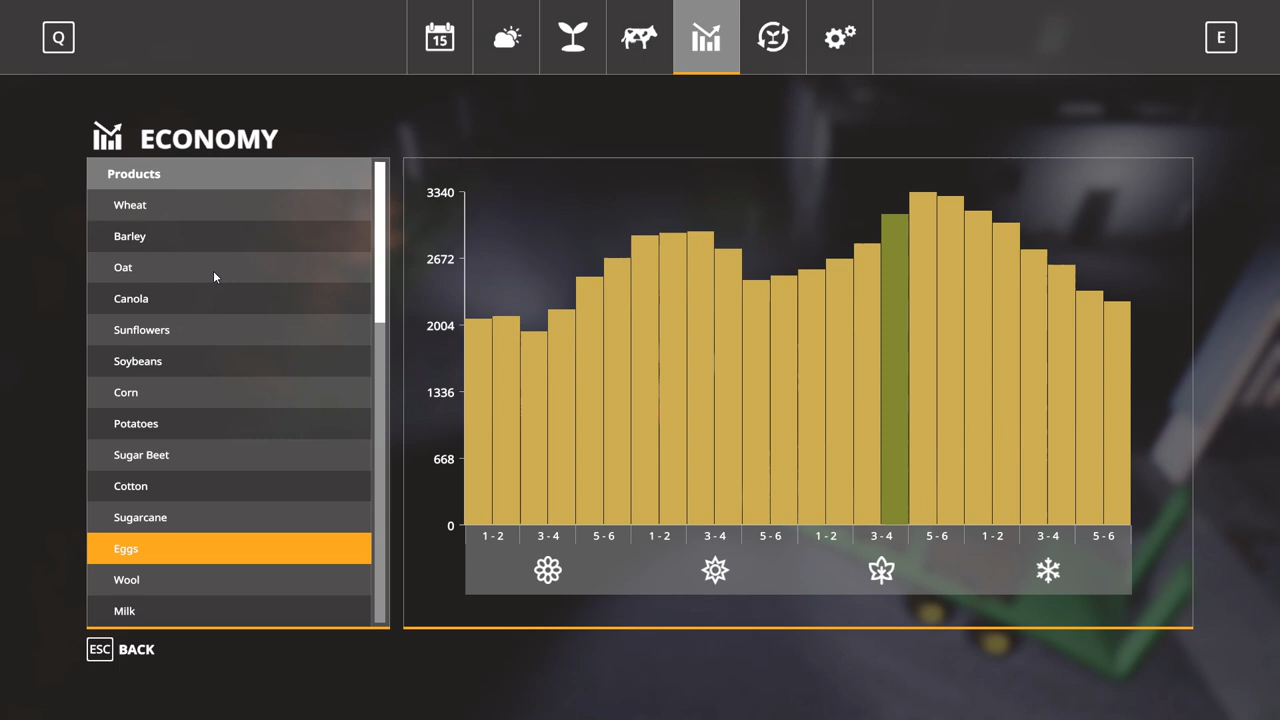 Q
15
E
ECONOMY
Products
Wheat
Barley
Oat
Canola
Sunflowers
Soybeans
Corn
Potatoes
Sugar Beet
Cotton
Sugarcane
Eggs
Wool
Milk
3340
2672
2004
1336
668
0
1 - 2 3 - 4 5 - 6 1 - 2 3 - 4 5 - 6 1 - 2 3 - 4 5 - 6 1 - 2 3 - 4 5 - 6
ESC BACK